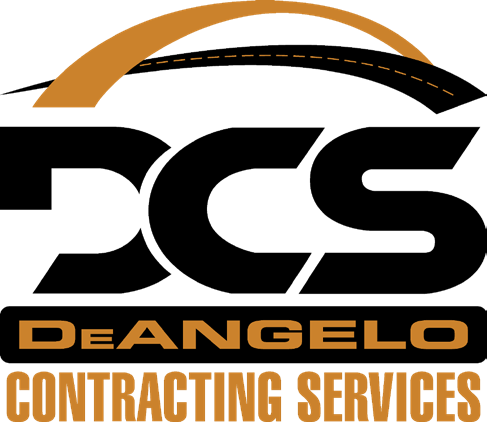 DCS
DEANGELO
CONTRACTING SERVICES